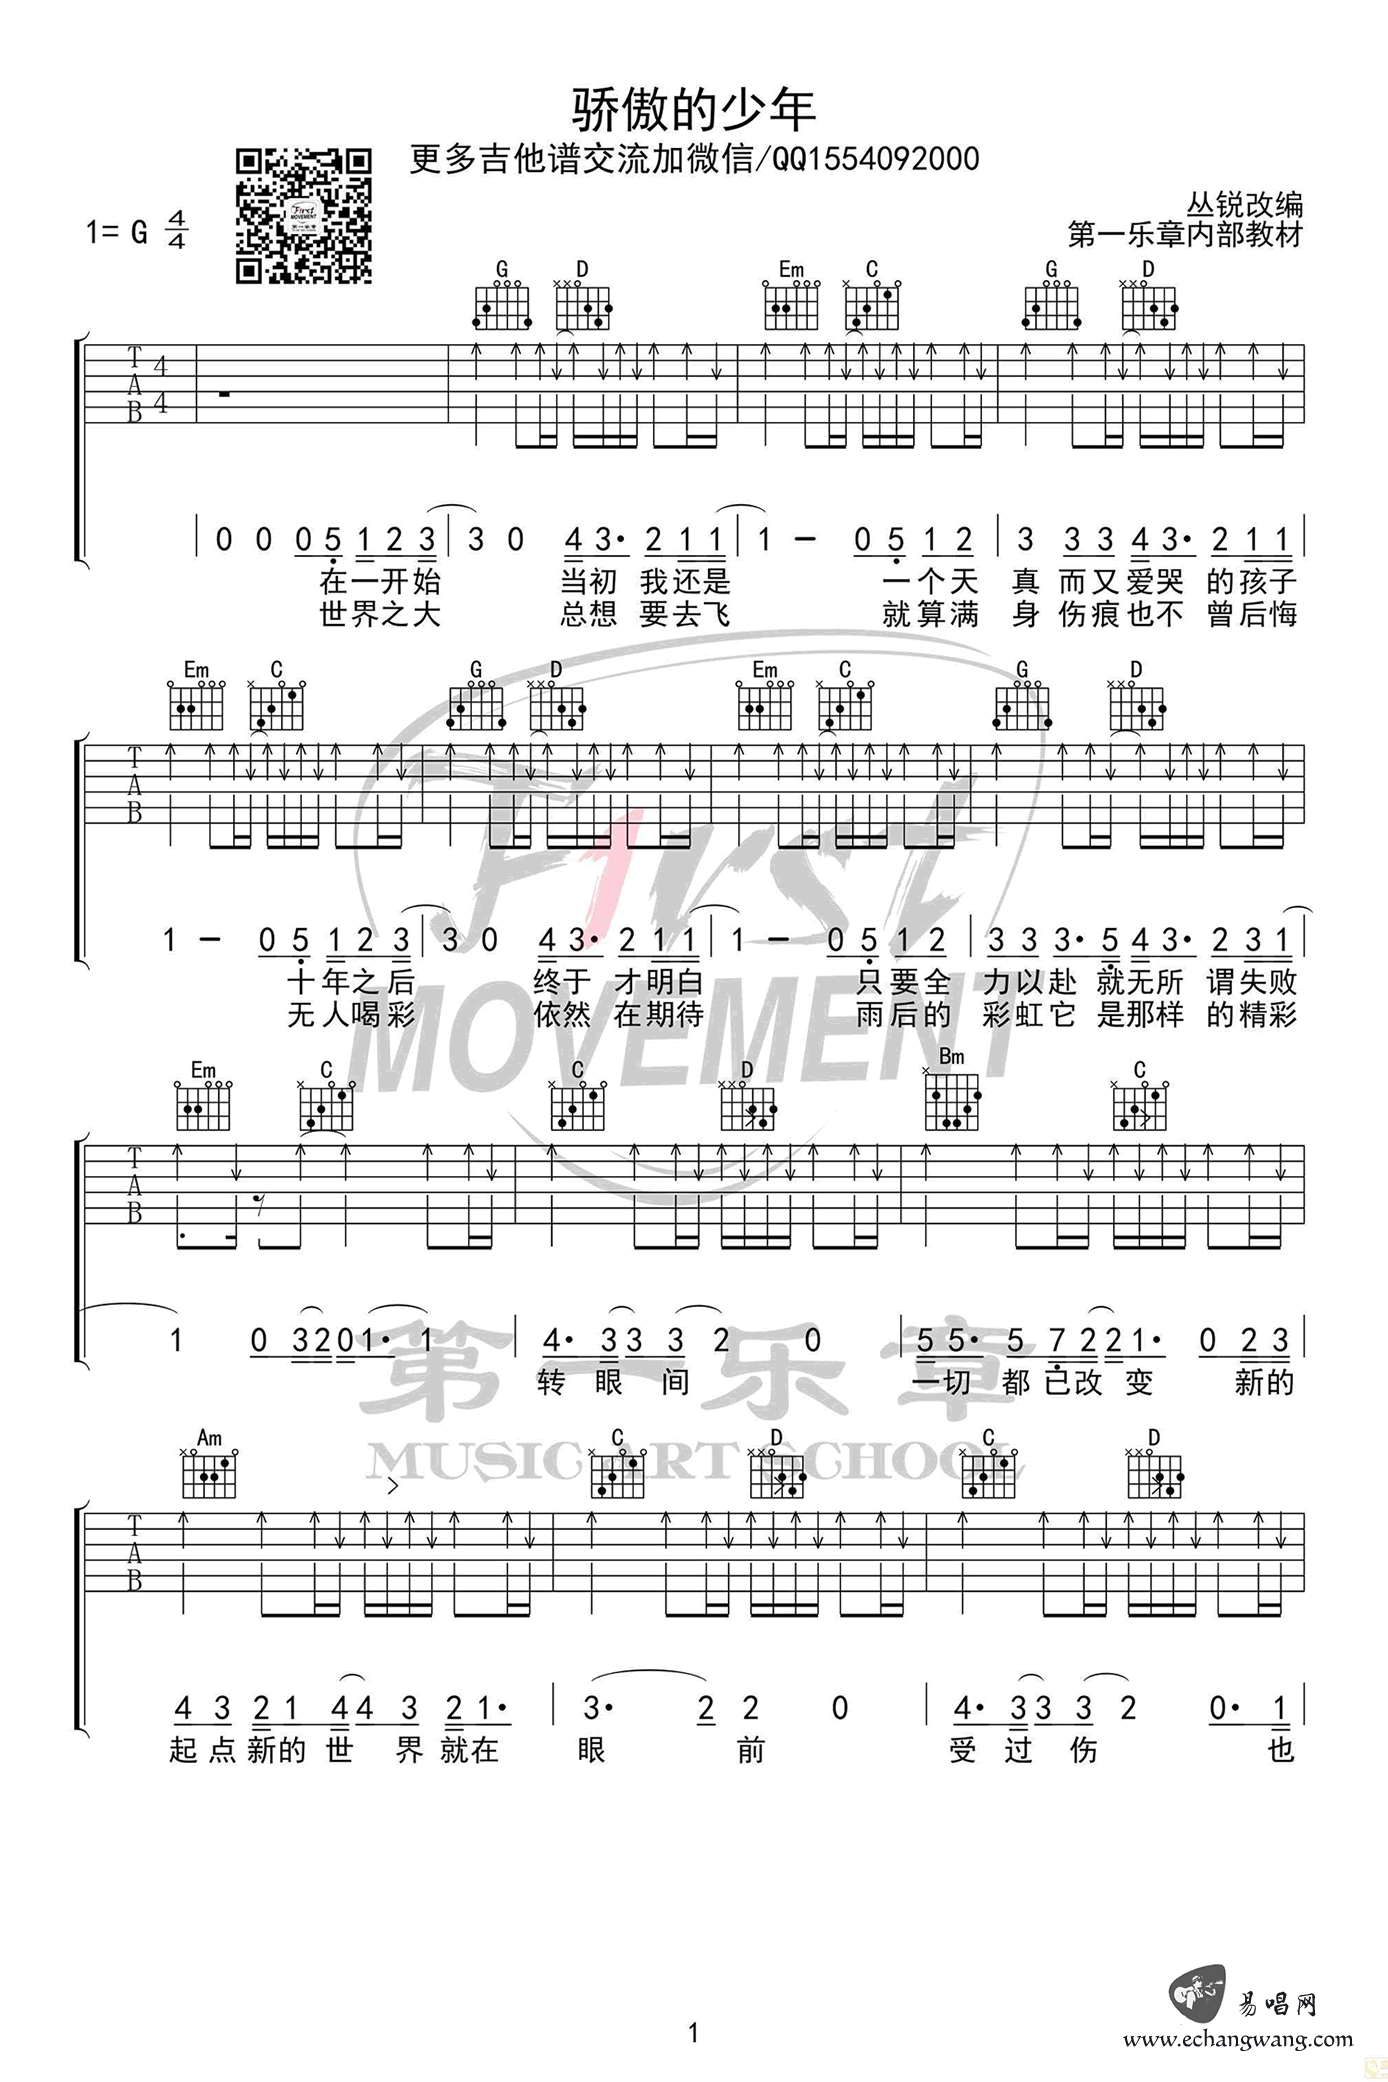 骄傲的少年
更多吉他谱交流加微信/QQ1554092000
First
MOVEMENT
第一乐章
丛锐改编
1= G 4/4
第一乐章内部教材
G D Em C G D
T A B 4 4
0 0 0 5 1 2 3 3 0 4 3· 2 1 1 1 — 0 5 1 2 3 3 3 4 3· 2 1 1
在一开始 当初 我还是 一个天 真 而又爱哭 的孩子
世界之大 总想 要去飞 就算满 身 伤痕也不 曾后悔
Em C G D Em C G D
T A B
1 — 0 5 1 2 3 3 0 4 3· 2 1 1 1 — 0 5 1 2 3 3 3· 5 4 3· 2 3 1
十年之后 终于 才明白 只要全 力以赴 就无所 谓失败
无人喝彩 依然 在期待 雨后的 彩虹它 是那样 的精彩
First
MOVEMENT
Em C C D Bm C
T A B
1 0 3 2 0 1· 1 4· 3 3 3 2 0 5 5· 5 7 2 2 1· 0 2 3
转 眼 间 一切 都 已改 变 新的
第一乐章
MUSIC ART SCHOOL
Am C D C D
T A B
4 3 2 1 4 4 3 2 1· 3· 2 2 0 4· 3 3 3 2 0· 1
起点新的 世 界 就在 眼 前 受 过 伤 也
1
易唱网
www.echangwang.com